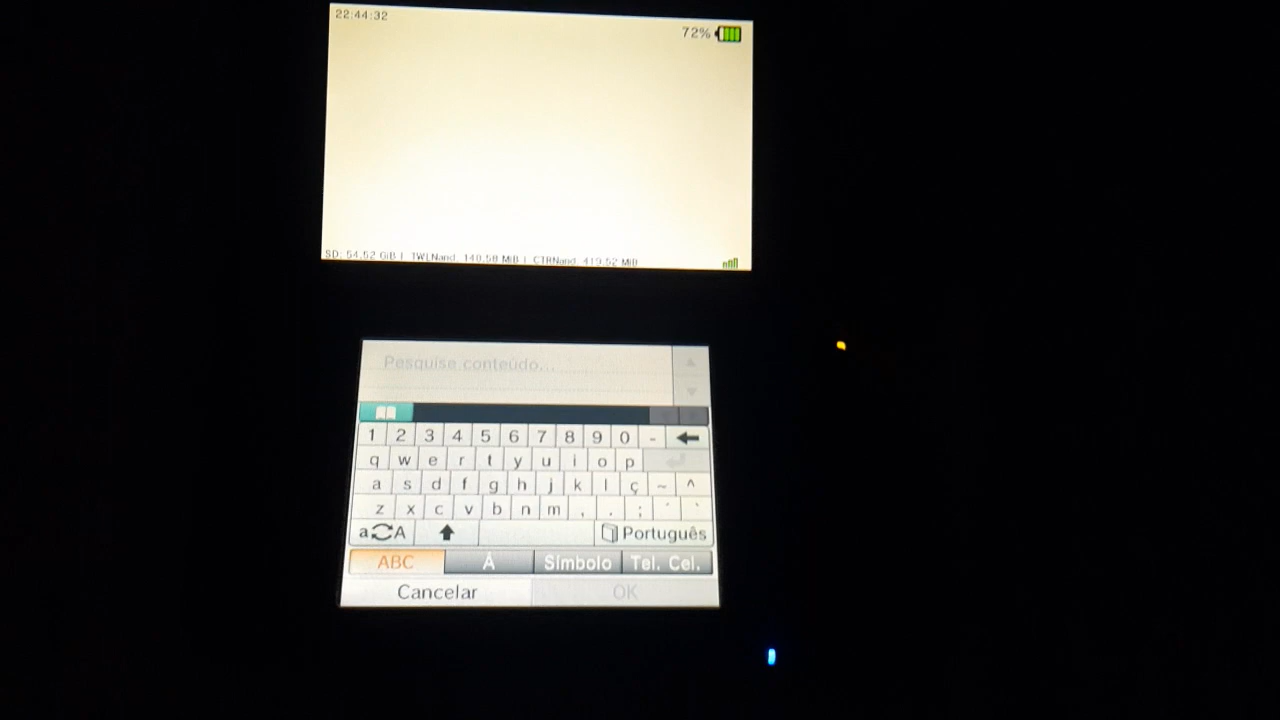 22:44:32
72%
SD: 54.52 GiB | TWLNand: 140.58 MiB | CTRNand: 419.52 MiB
Pesquise conteúdo...
1 2 3 4 5 6 7 8 9 0 -
q w e r t y u i o p
a s d f g h j k l ç ~ ^
z x c v b n m , . ; ´ `
a A Português
ABC À Símbolo Tel. Cel.
Cancelar OK